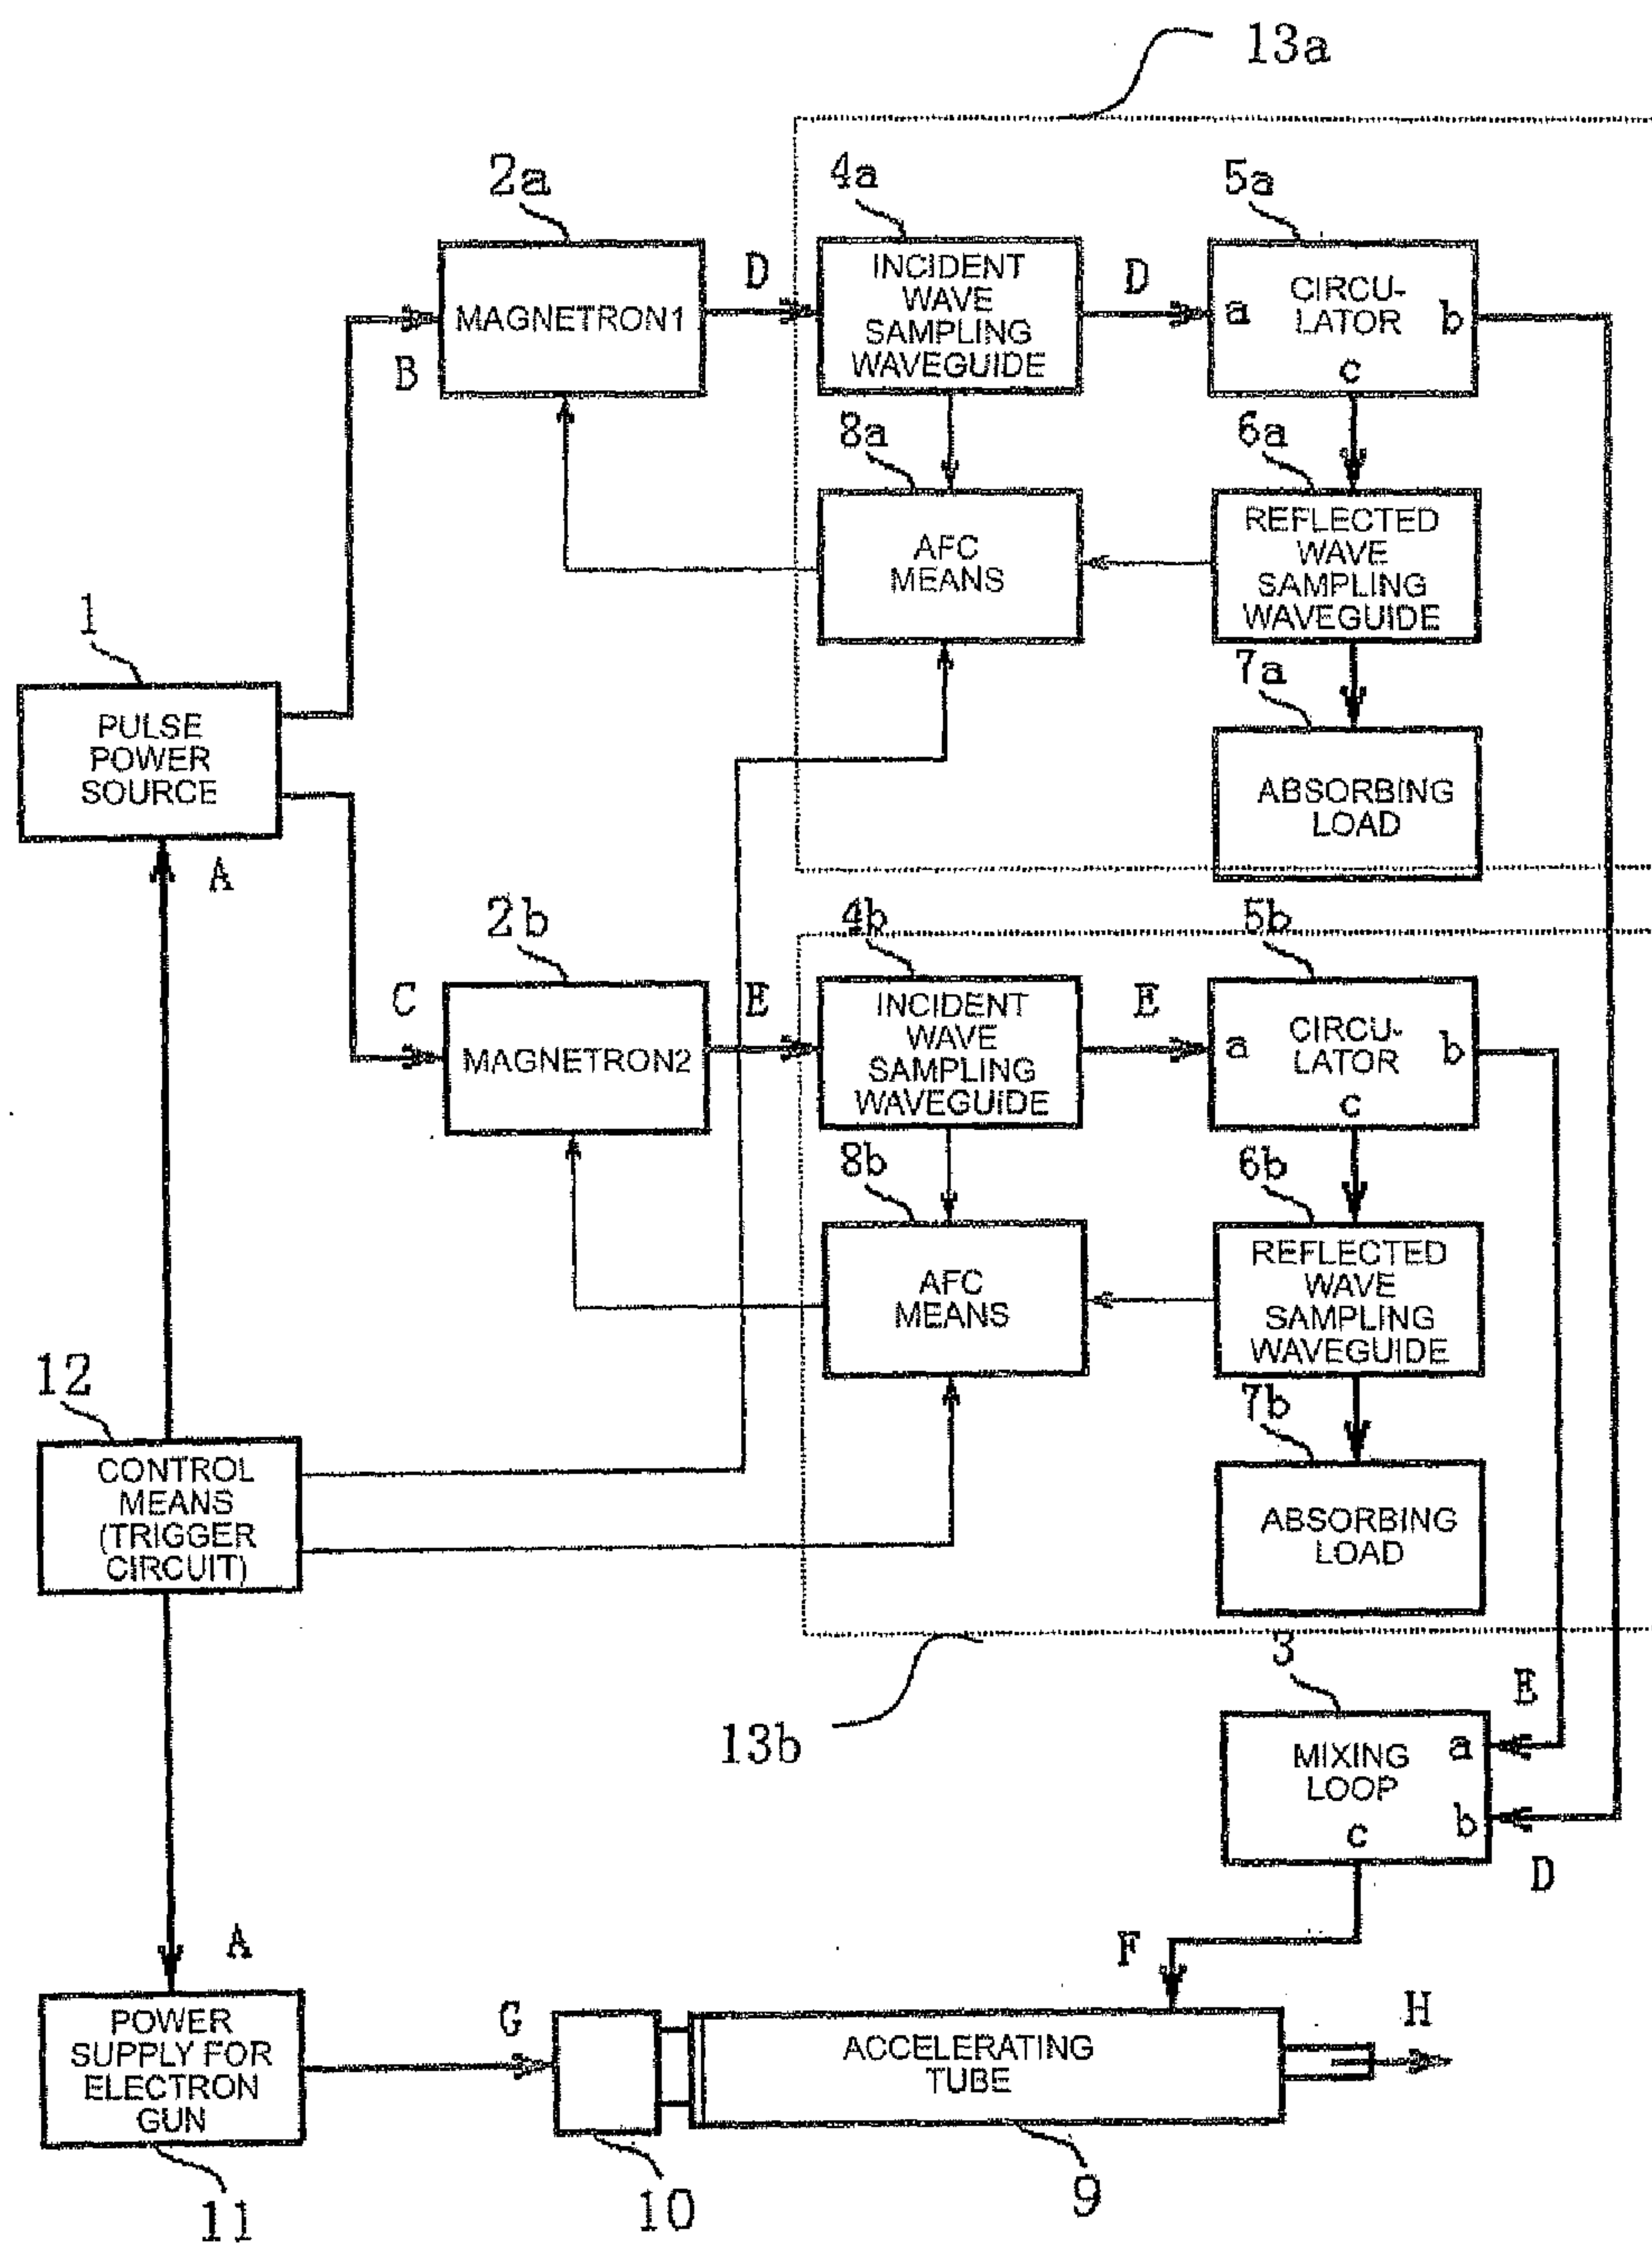 13a
2a
4a
5a
MAGNETRON1
B
D
INCIDENT
WAVE
SAMPLING
WAVEGUIDE
D
a
CIRCU-
LATOR
b
c
8a
6a
AFC
MEANS
REFLECTED
WAVE
SAMPLING
WAVEGUIDE
1
PULSE
POWER
SOURCE
A
7a
ABSORBING
LOAD
2b
4b
5b
C
MAGNETRON2
E
INCIDENT
WAVE
SAMPLING
WAVEGUIDE
E
a
CIRCU-
LATOR
b
c
8b
6b
AFC
MEANS
REFLECTED
WAVE
SAMPLING
WAVEGUIDE
12
CONTROL
MEANS
(TRIGGER
CIRCUIT)
7b
ABSORBING
LOAD
13b
3
E
MIXING
LOOP
a
b
c
D
A
F
POWER
SUPPLY FOR
ELECTRON
GUN
G
ACCELERATING
TUBE
H
11
10
9